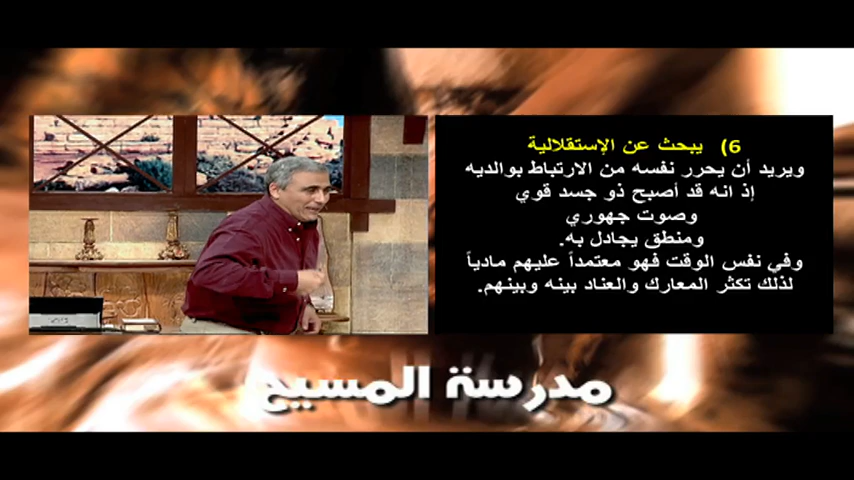 6) يبحث عن الإستقلالية
ويريد أن يحرر نفسه من الارتباط بوالديه
إذ انه قد أصبح ذو جسد قوي
وصوت جهوري
ومنطق يجادل به.
وفي نفس الوقت فهو معتمداً عليهم مادياً
لذلك تكثر المعارك والعناد بينه وبينهم.
مدرسة المسيح